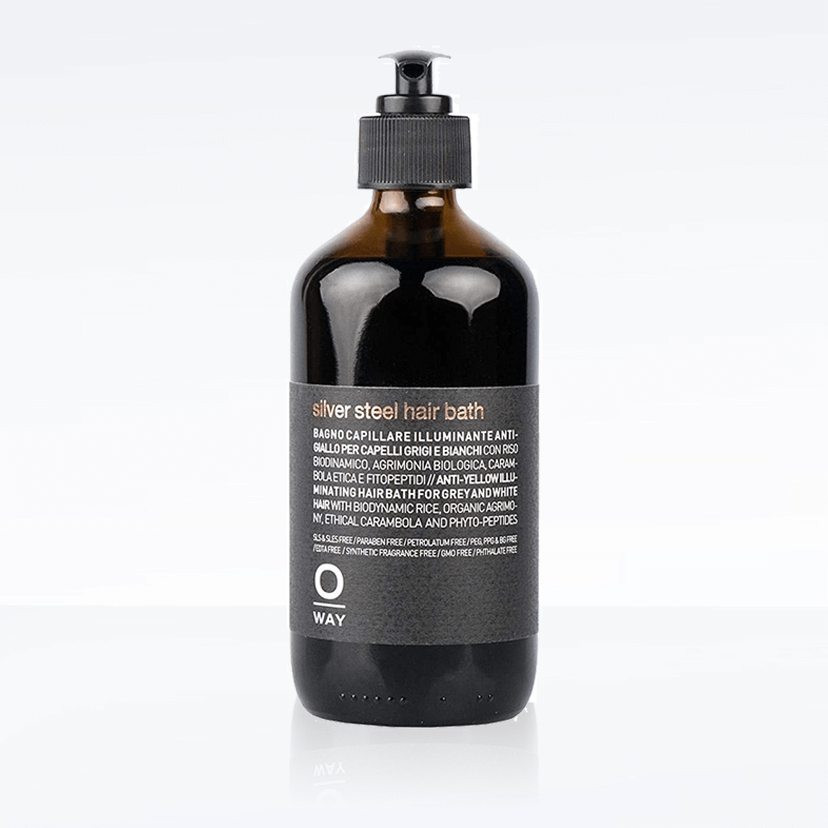 silver steel hair bath
BAGNO CAPILLARE ILLUMINANTE ANTI-
GIALLO PER CAPELLI GRIGI E BIANCHI CON RISO
BIODINAMICO, AGRIMONIA BIOLOGICA, CARAM-
BOLA ETICA E FITOPEPTIDI // ANTI-YELLOW ILLU-
MINATING HAIR BATH FOR GREY AND WHITE
HAIR WITH BIODYNAMIC RICE, ORGANIC AGRIMO-
NY, ETHICAL CARAMBOLA AND PHYTO-PEPTIDES
SLS & SLES FREE / PARABEN FREE / PETROLATUM FREE / PEG, PPG & BG FREE
/ EDTA FREE / SYNTHETIC FRAGRANCE FREE / GMO FREE / PHTHALATE FREE
O
WAY